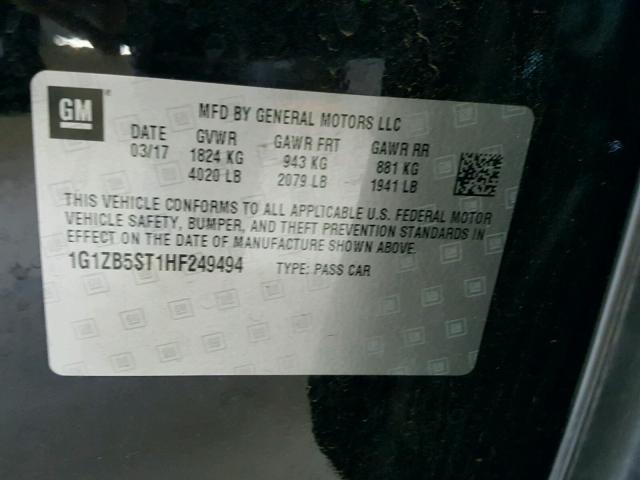 GM
MFD BY GENERAL MOTORS LLC
DATE GVWR GAWR FRT GAWR RR
03/17 1824 KG 943 KG 881 KG
4020 LB 2079 LB 1941 LB
THIS VEHICLE CONFORMS TO ALL APPLICABLE U.S. FEDERAL MOTOR
VEHICLE SAFETY, BUMPER, AND THEFT PREVENTION STANDARDS IN
EFFECT ON THE DATE OF MANUFACTURE SHOWN ABOVE.
1G1ZB5ST1HF249494 TYPE: PASS CAR